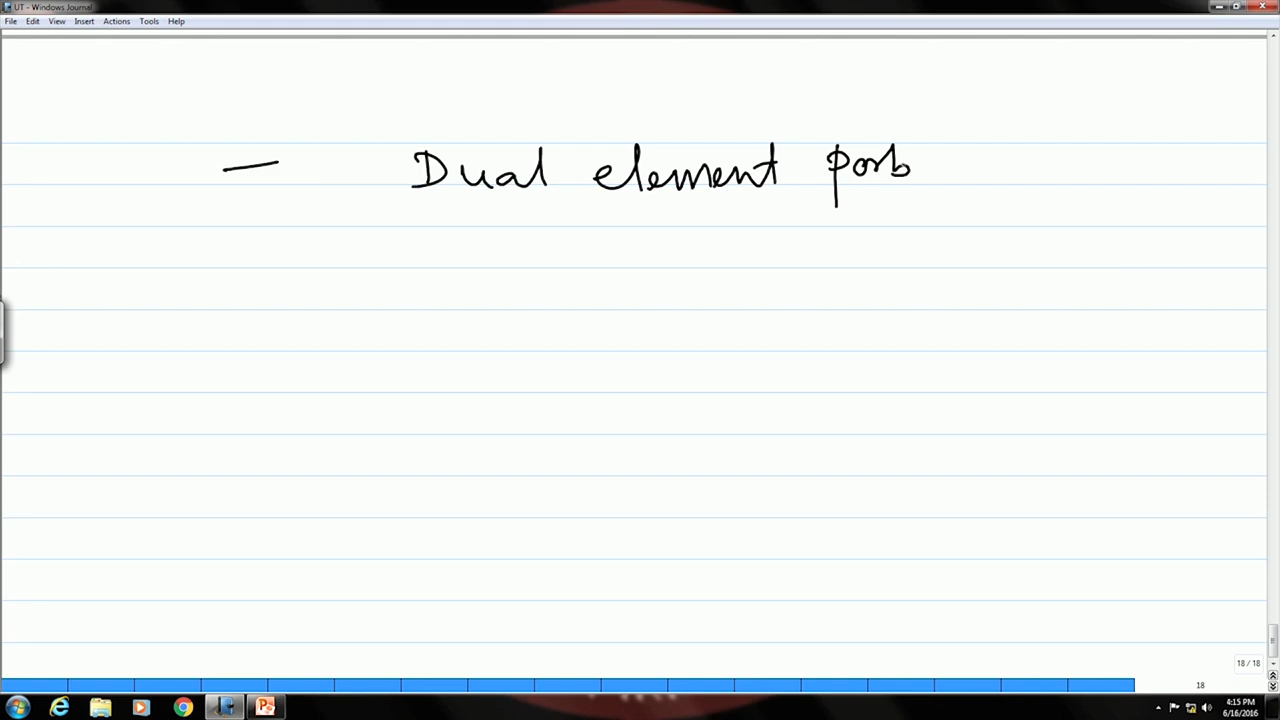 UT - Windows Journal
File Edit View Insert Actions Tools Help
— Dual element porb
18 / 18
18
4:15 PM
6/16/2016